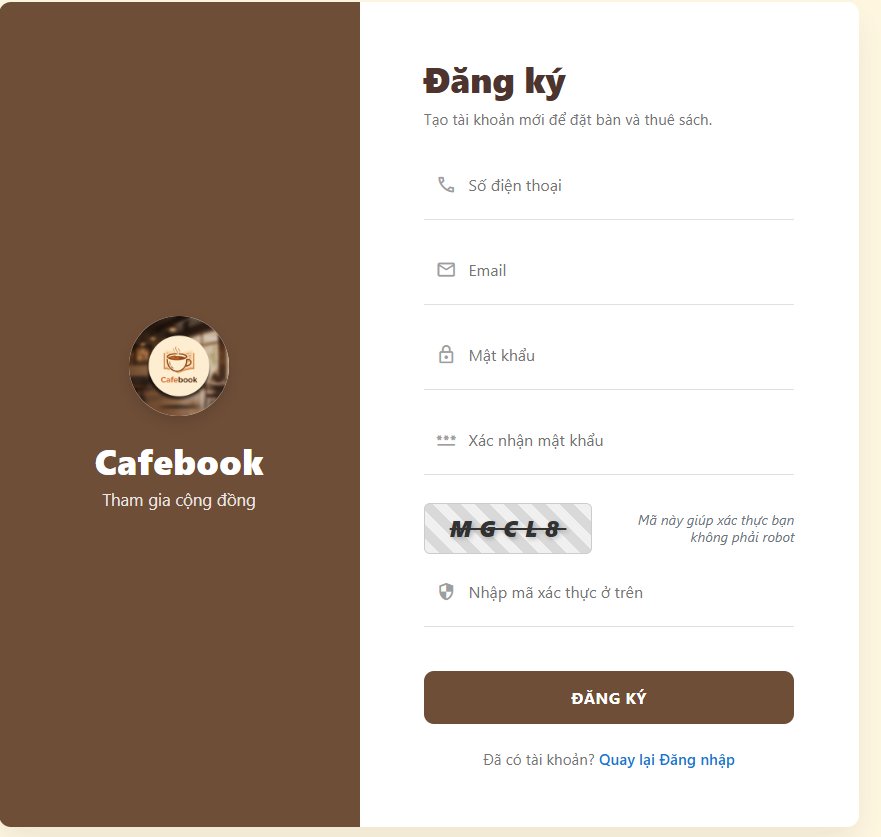 Cafebook
Cafebook
Tham gia cộng đồng
Đăng ký
Tạo tài khoản mới để đặt bàn và thuê sách.
Số điện thoại
Email
Mật khẩu
Xác nhận mật khẩu
MGCL8
Mã này giúp xác thực bạn
không phải robot
Nhập mã xác thực ở trên
ĐĂNG KÝ
Đã có tài khoản? Quay lại Đăng nhập